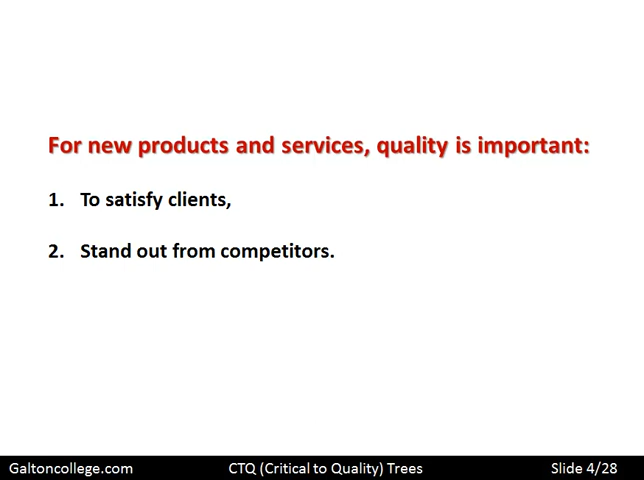 For new products and services, quality is important:
1. To satisfy clients,
2. Stand out from competitors.
Galtoncollege.com CTQ (Critical to Quality) Trees Slide 4/28